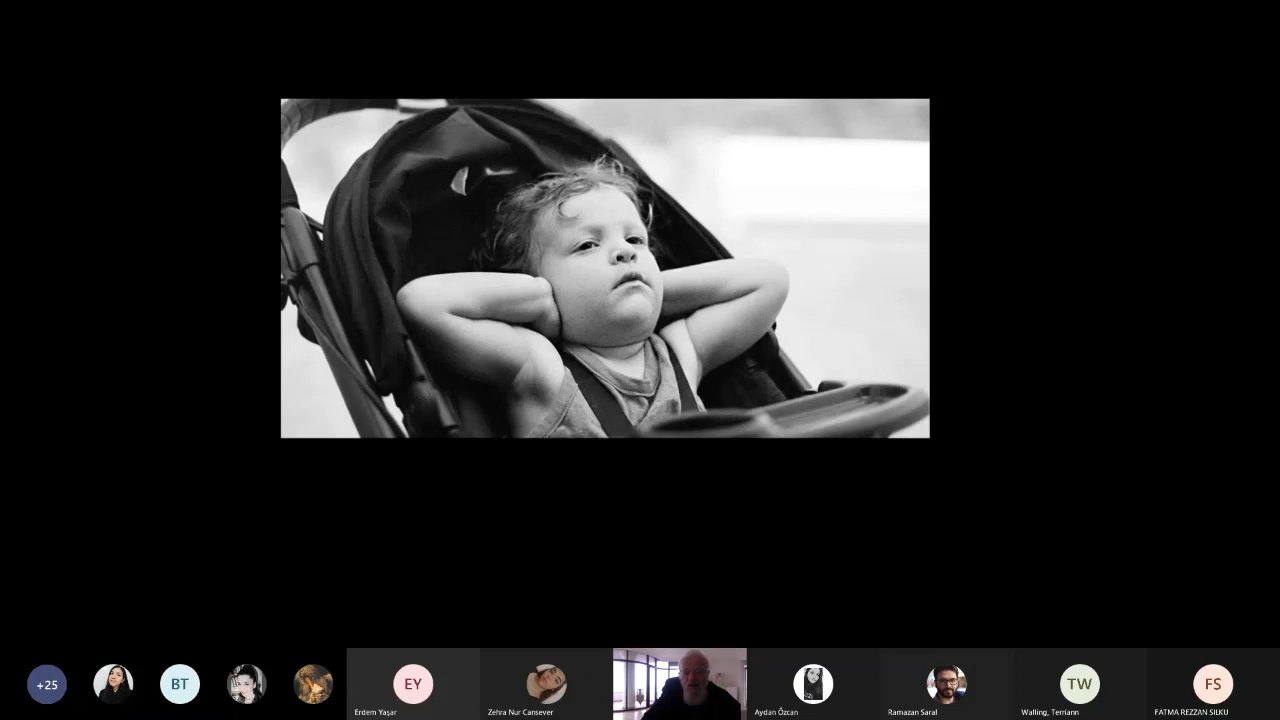 +25
BT
EY
Erdem Yaşar
Zehra Nur Cansever
Aydan Özcan
Ramazan Saral
TW
Walling, Terriann
FS
FATMA REZZAN SILKU